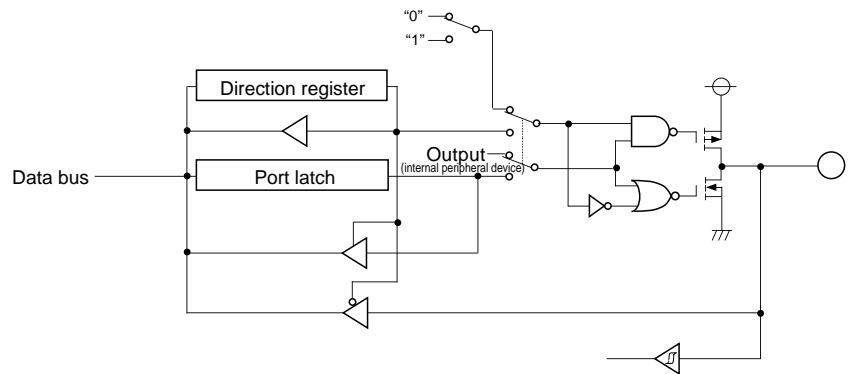 “0”
“1”
Direction register
Output
(internal peripheral device)
Data bus
Port latch